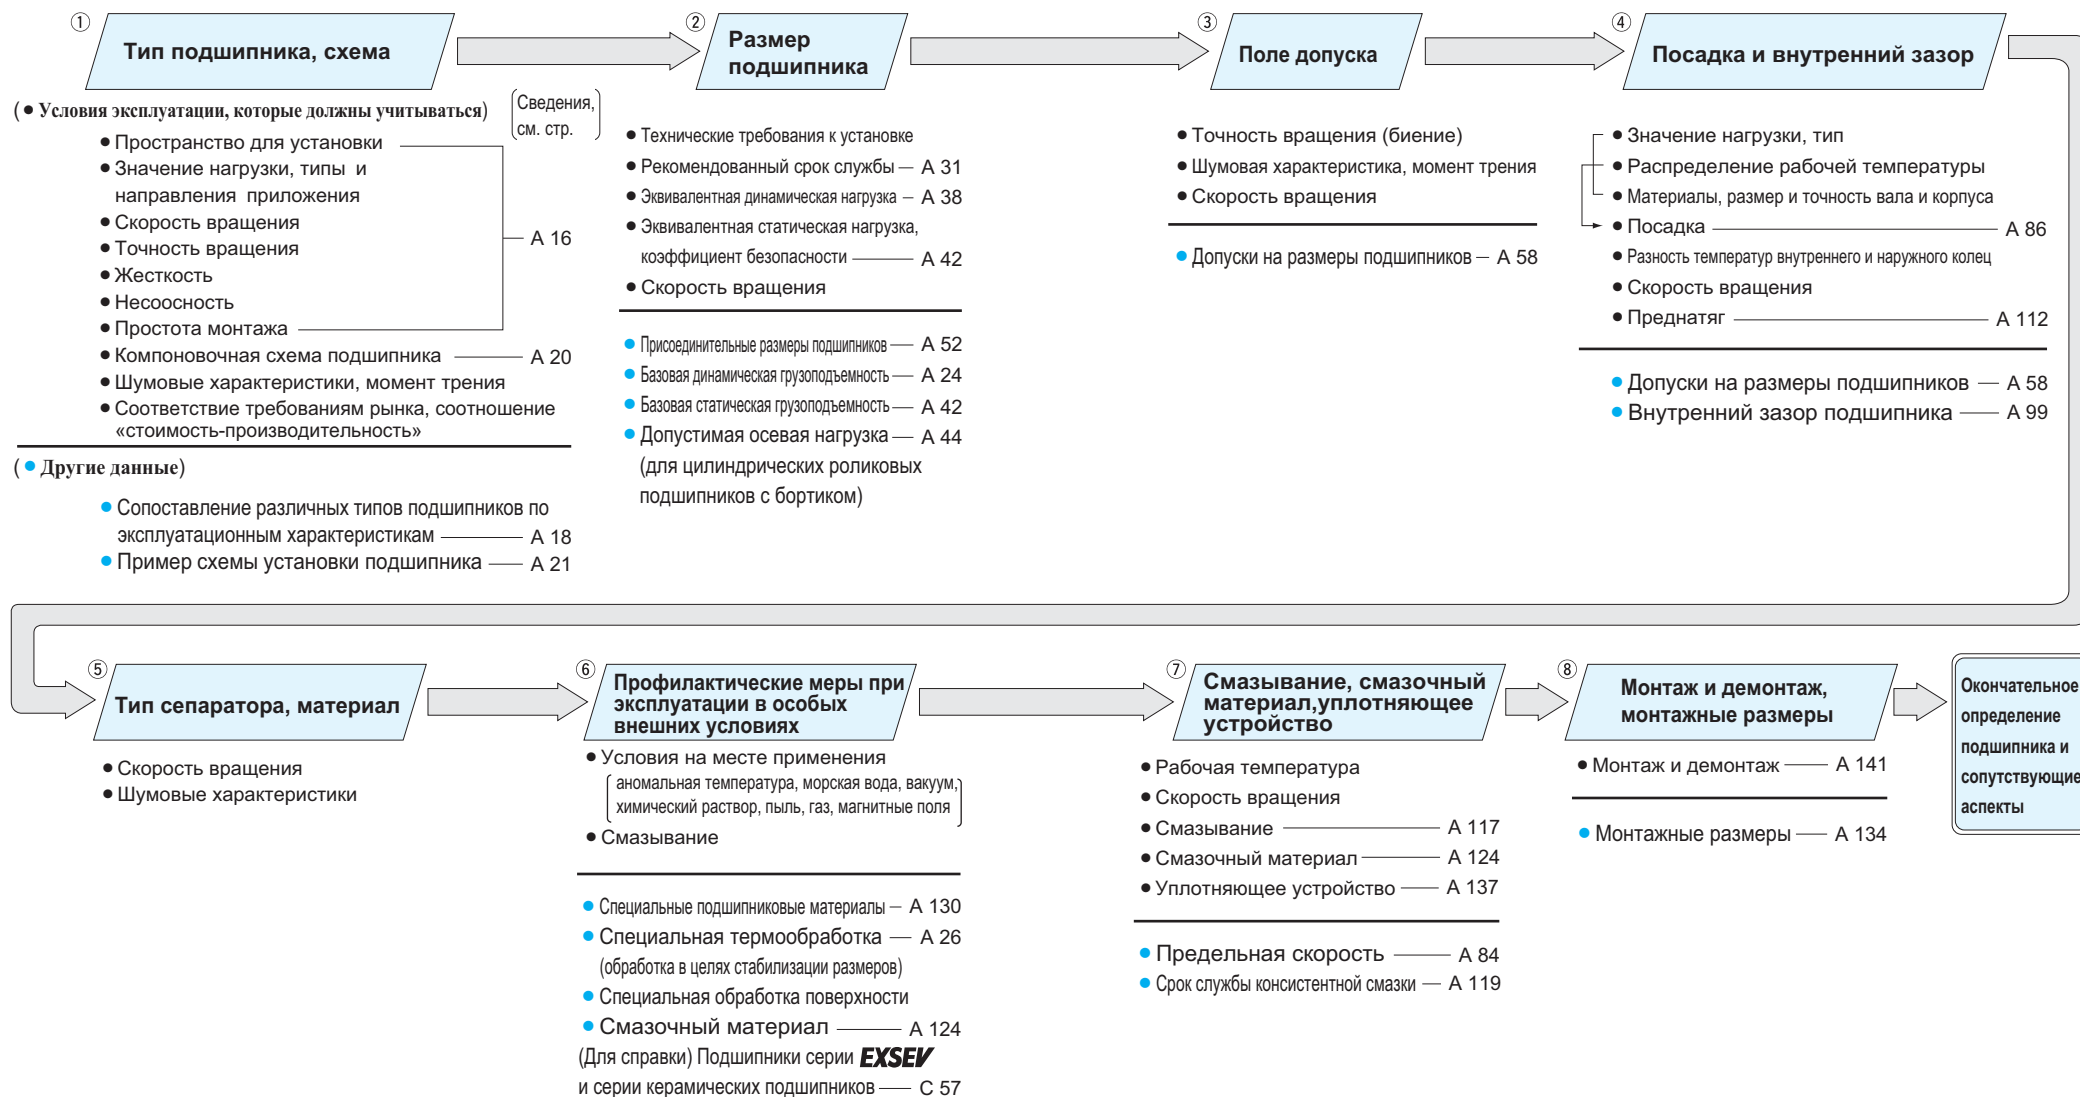 ① Тип подшипника, схема
(● Условия эксплуатации, которые должны учитываться)
Сведения,
см. стр.
● Пространство для установки
● Значение нагрузки, типы и
направления приложения
● Скорость вращения
● Точность вращения
● Жесткость
● Несоосность
● Простота монтажа
A 16
● Компоновочная схема подшипника — A 20
● Шумовые характеристики, момент трения
● Соответствие требованиям рынка, соотношение
«стоимость-производительность»
(● Другие данные)
● Сопоставление различных типов подшипников по
эксплуатационным характеристикам — A 18
● Пример схемы установки подшипника — A 21
② Размер
подшипника
● Технические требования к установке
● Рекомендованный срок службы — A 31
● Эквивалентная динамическая нагрузка — A 38
● Эквивалентная статическая нагрузка,
коэффициент безопасности — A 42
● Скорость вращения
● Присоединительные размеры подшипников — A 52
● Базовая динамическая грузоподъемность — A 24
● Базовая статическая грузоподъемность — A 42
● Допустимая осевая нагрузка — A 44
(для цилиндрических роликовых
подшипников с бортиком)
③ Поле допуска
● Точность вращения (биение)
● Шумовая характеристика, момент трения
● Скорость вращения
● Допуски на размеры подшипников — A 58
④ Посадка и внутренний зазор
● Значение нагрузки, тип
● Распределение рабочей температуры
● Материалы, размер и точность вала и корпуса
● Посадка — A 86
● Разность температур внутреннего и наружного колец
● Скорость вращения
● Преднатяг — A 112
● Допуски на размеры подшипников — A 58
● Внутренний зазор подшипника — A 99
⑤ Тип сепаратора, материал
● Скорость вращения
● Шумовые характеристики
⑥ Профилактические меры при
эксплуатации в особых
внешних условиях
● Условия на месте применения
аномальная температура, морская вода, вакуум,
химический раствор, пыль, газ, магнитные поля
● Смазывание
● Специальные подшипниковые материалы — A 130
● Специальная термообработка — A 26
(обработка в целях стабилизации размеров)
● Специальная обработка поверхности
● Смазочный материал — A 124
(Для справки) Подшипники серии EXSEV
и серии керамических подшипников — C 57
⑦ Смазывание, смазочный
материал,уплотняющее
устройство
● Рабочая температура
● Скорость вращения
● Смазывание — A 117
● Смазочный материал — A 124
● Уплотняющее устройство — A 137
● Предельная скорость — A 84
● Срок службы консистентной смазки — A 119
⑧ Монтаж и демонтаж,
монтажные размеры
● Монтаж и демонтаж — A 141
● Монтажные размеры — A 134
Окончательное
определение
подшипника и
сопутствующие
аспекты